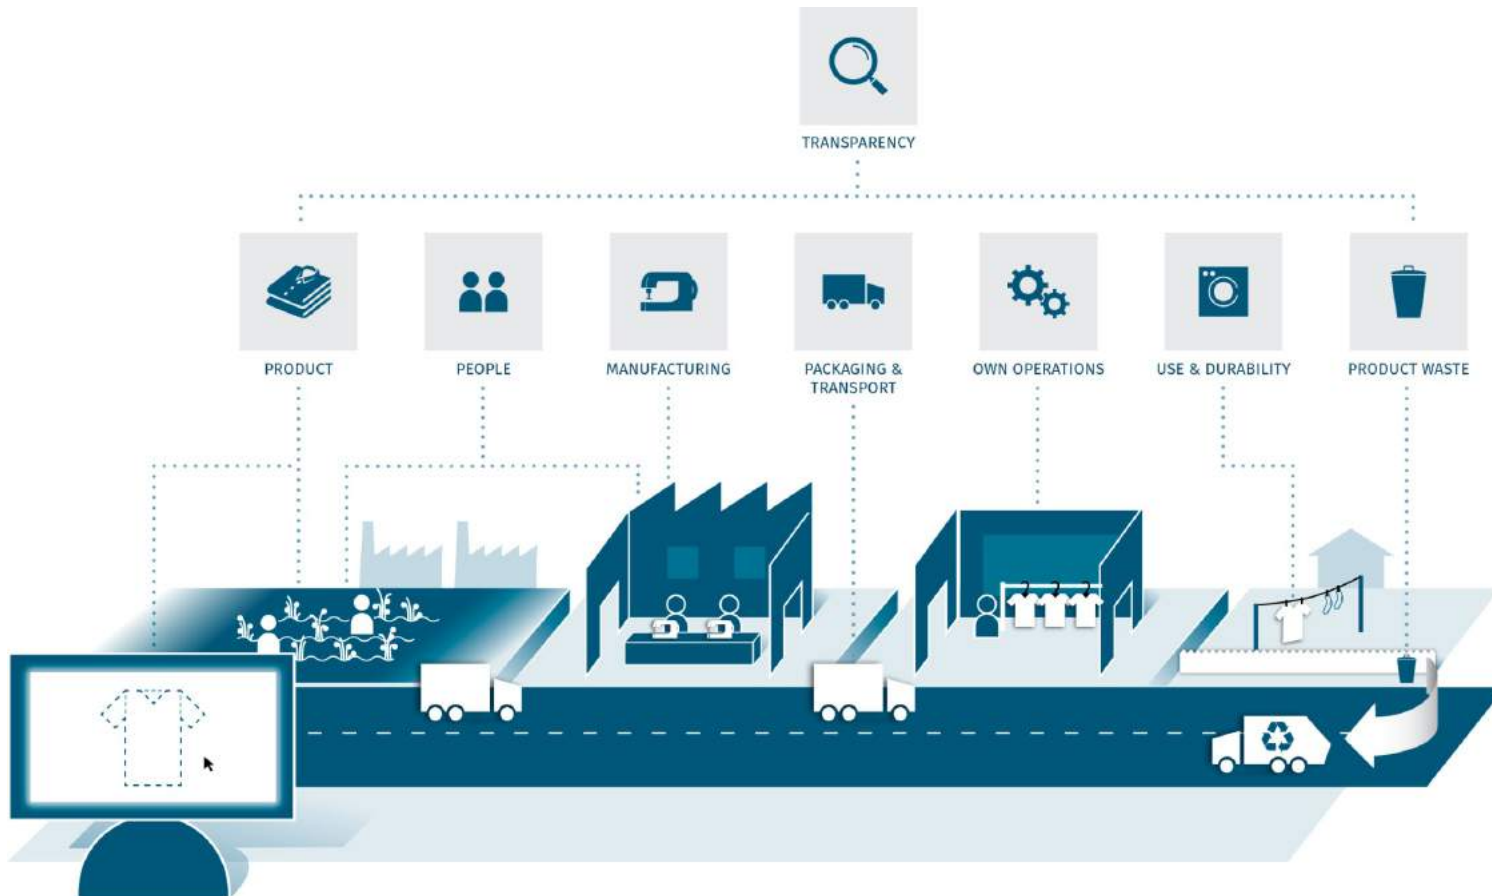 TRANSPARENCY
PRODUCT
PEOPLE
MANUFACTURING
PACKAGING &
TRANSPORT
OWN OPERATIONS
USE & DURABILITY
PRODUCT WASTE